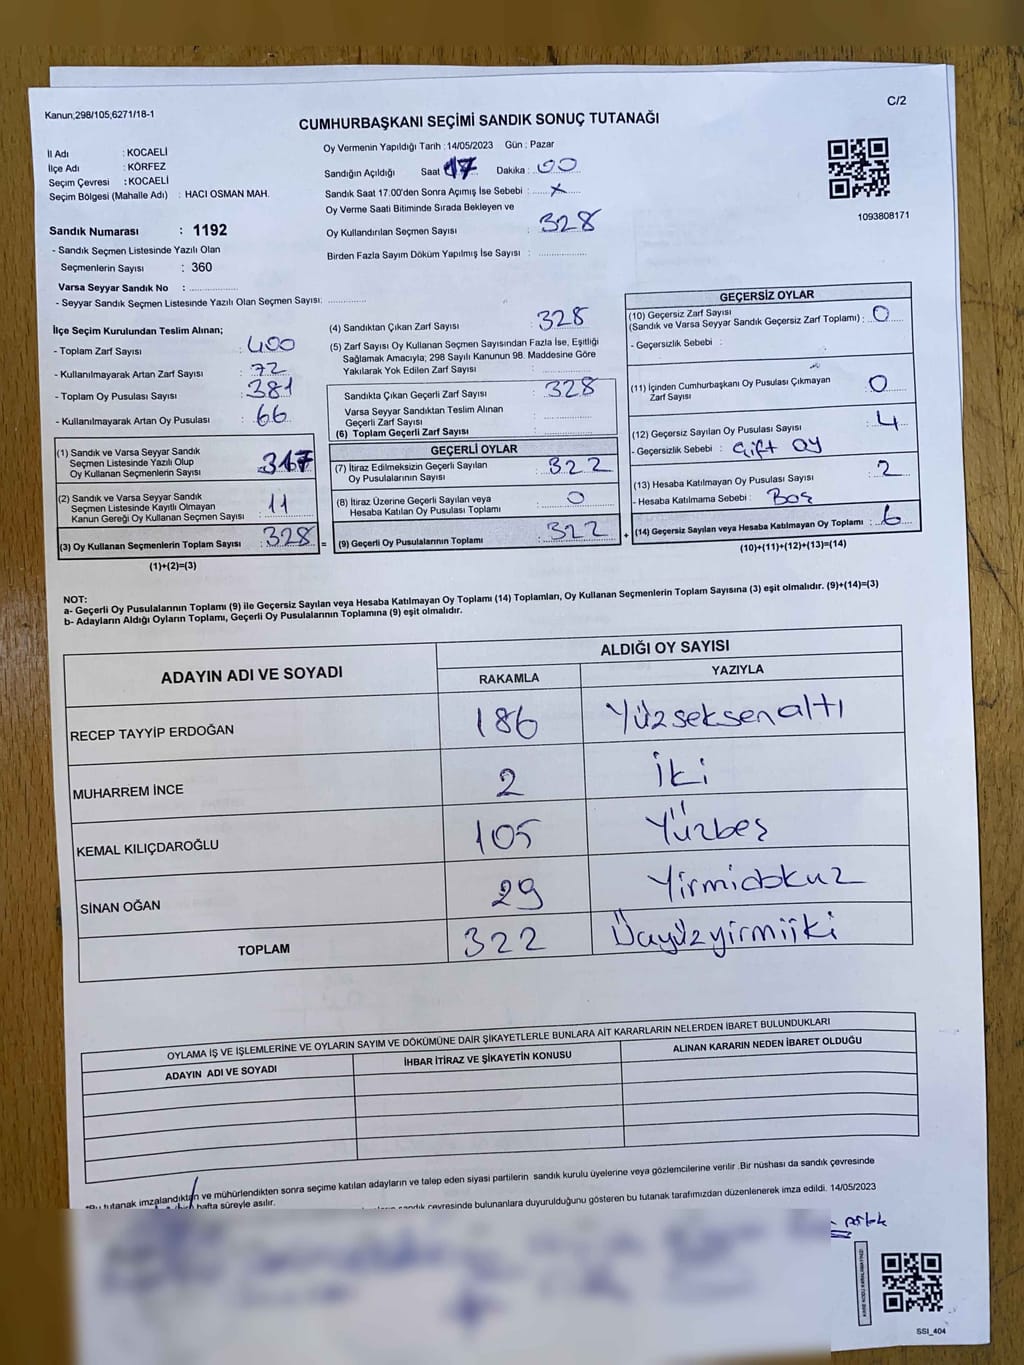 Kanun,298/105,6271/18-1
C/2
CUMHURBAŞKANI SEÇİMİ SANDIK SONUÇ TUTANAĞI
İl Adı : KOCAELİ
İlçe Adı : KÖRFEZ
Seçim Çevresi : KOCAELİ
Seçim Bölgesi (Mahalle Adı) : HACI OSMAN MAH.
Oy Vermenin Yapıldığı Tarih : 14/05/2023 Gün : Pazar
Sandığın Açıldığı Saat 17 Dakika : 00
Sandık Saat 17.00'den Sonra Açımış İse Sebebi : x
Oy Verme Saati Bitiminde Sırada Bekleyen ve
Oy Kullandırılan Seçmen Sayısı : 328
Birden Fazla Sayım Döküm Yapılmış İse Sayısı : ................
1093808171
Sandık Numarası : 1192
- Sandık Seçmen Listesinde Yazılı Olan
Seçmenlerin Sayısı : 360
Varsa Seyyar Sandık No : ................
- Seyyar Sandık Seçmen Listesinde Yazılı Olan Seçmen Sayısı: ................
İlçe Seçim Kurulundan Teslim Alınan;
- Toplam Zarf Sayısı : 400
- Kullanılmayarak Artan Zarf Sayısı : 72
- Toplam Oy Pusulası Sayısı : 381
- Kullanılmayarak Artan Oy Pusulası : 66
(1) Sandık ve Varsa Seyyar Sandık
Seçmen Listesinde Yazılı Olup
Oy Kullanan Seçmenlerin Sayısı : 317
(2) Sandık ve Varsa Seyyar Sandık
Seçmen Listesinde Kayıtlı Olmayan
Kanun Gereği Oy Kullanan Seçmen Sayısı : 11
(3) Oy Kullanan Seçmenlerin Toplam Sayısı : 328 =
(1)+(2)=(3)
(4) Sandıktan Çıkan Zarf Sayısı : 328
(5) Zarf Sayısı Oy Kullanan Seçmen Sayısından Fazla İse, Eşitliği
Sağlamak Amacıyla; 298 Sayılı Kanunun 98. Maddesine Göre
Yakılarak Yok Edilen Zarf Sayısı : ................
Sandıkta Çıkan Geçerli Zarf Sayısı : 328
Varsa Seyyar Sandıktan Teslim Alınan
Geçerli Zarf Sayısı : ................
(6) Toplam Geçerli Zarf Sayısı : ................
GEÇERLİ OYLAR
(7) İtiraz Edilmeksizin Geçerli Sayılan
Oy Pusulalarının Sayısı : 322
(8) İtiraz Üzerine Geçerli Sayılan veya
Hesaba Katılan Oy Pusulası Toplamı : 0
(9) Geçerli Oy Pusulalarının Toplamı : 322 +
GEÇERSİZ OYLAR
(10) Geçersiz Zarf Sayısı
(Sandık ve Varsa Seyyar Sandık Geçersiz Zarf Toplamı) : 0
- Geçersizlik Sebebi :
(11) İçinden Cumhurbaşkanı Oy Pusulası Çıkmayan
Zarf Sayısı : 0
(12) Geçersiz Sayılan Oy Pusulası Sayısı : 4
- Geçersizlik Sebebi : Çift oy
(13) Hesaba Katılmayan Oy Pusulası Sayısı : 2
- Hesaba Katılmama Sebebi : Boş
(14) Geçersiz Sayılan veya Hesaba Katılmayan Oy Toplamı : 6
(10)+(11)+(12)+(13)=(14)
NOT:
a- Geçerli Oy Pusulalarının Toplamı (9) ile Geçersiz Sayılan veya Hesaba Katılmayan Oy Toplamı (14) Toplamları, Oy Kullanan Seçmenlerin Toplam Sayısına (3) eşit olmalıdır. (9)+(14)=(3)
b- Adayların Aldığı Oyların Toplamı, Geçerli Oy Pusulalarının Toplamına (9) eşit olmalıdır.
ADAYIN ADI VE SOYADI
ALDIĞI OY SAYISI
RAKAMLA YAZIYLA
RECEP TAYYİP ERDOĞAN 186 Yüzseksenaltı
MUHARREM İNCE 2 İki
KEMAL KILIÇDAROĞLU 105 Yüzbeş
SİNAN OĞAN 29 Yirmidokuz
TOPLAM 322 Üçyüzyirmiiki
OYLAMA İŞ VE İŞLEMLERİNE VE OYLARIN SAYIM VE DÖKÜMÜNE DAİR ŞİKAYETLERLE BUNLARA AİT KARARLARIN NELERDEN İBARET BULUNDUKLARI
ADAYIN ADI VE SOYADI İHBAR İTİRAZ VE ŞİKAYETİN KONUSU ALINAN KARARIN NEDEN İBARET OLDUĞU
*Bu tutanak imzalandıktan ve mühürlendikten sonra seçime katılan adayların ve talep eden siyasi partilerin sandık kurulu üyelerine veya gözlemcilerine verilir .Bir nüshası da sandık çevresinde
hafta süreyle asılır.
sandık çevresinde bulunanlara duyurulduğunu gösteren bu tutanak tarafımızdan düzenlenerek imza edildi. 14/05/2023
SSI_404